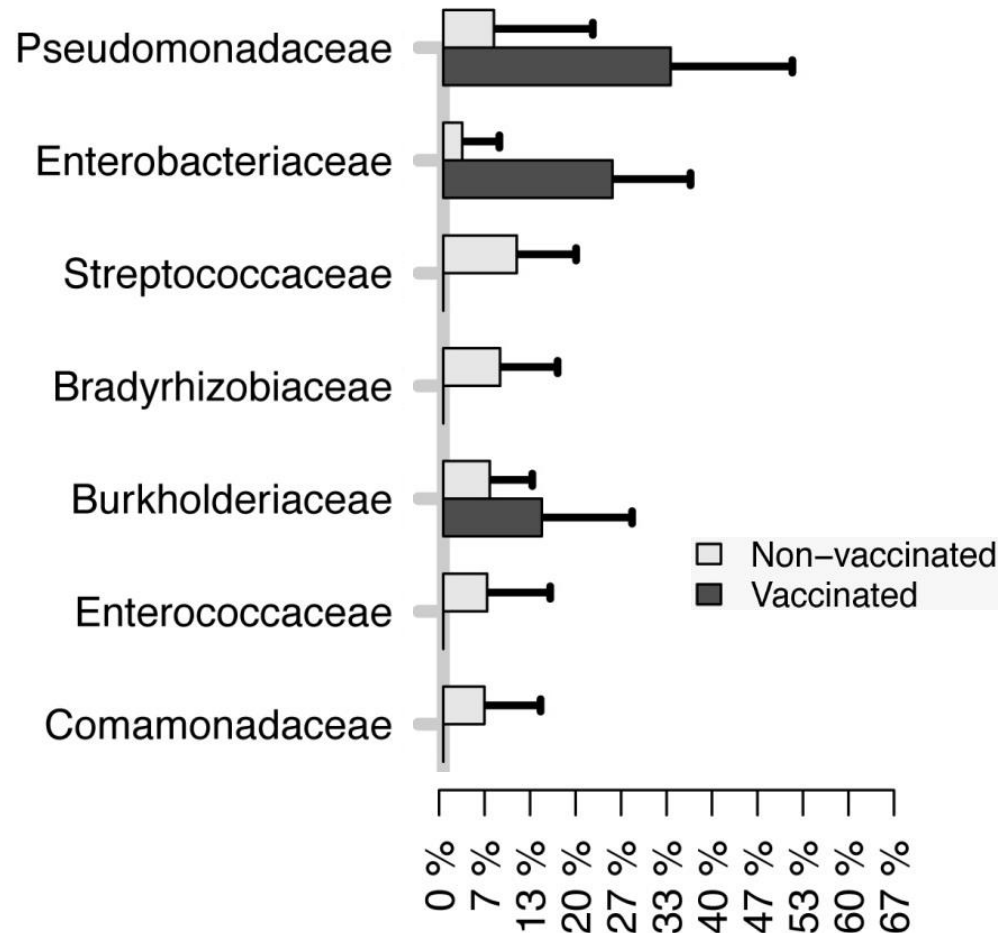 Pseudomonadaceae
Enterobacteriaceae
Streptococcaceae
Bradyrhizobiaceae
Burkholderiaceae
Non−vaccinated
Vaccinated
Enterococcaceae
Comamonadaceae
0 %
7 %
13 %
20 %
27 %
33 %
40 %
47 %
53 %
60 %
67 %